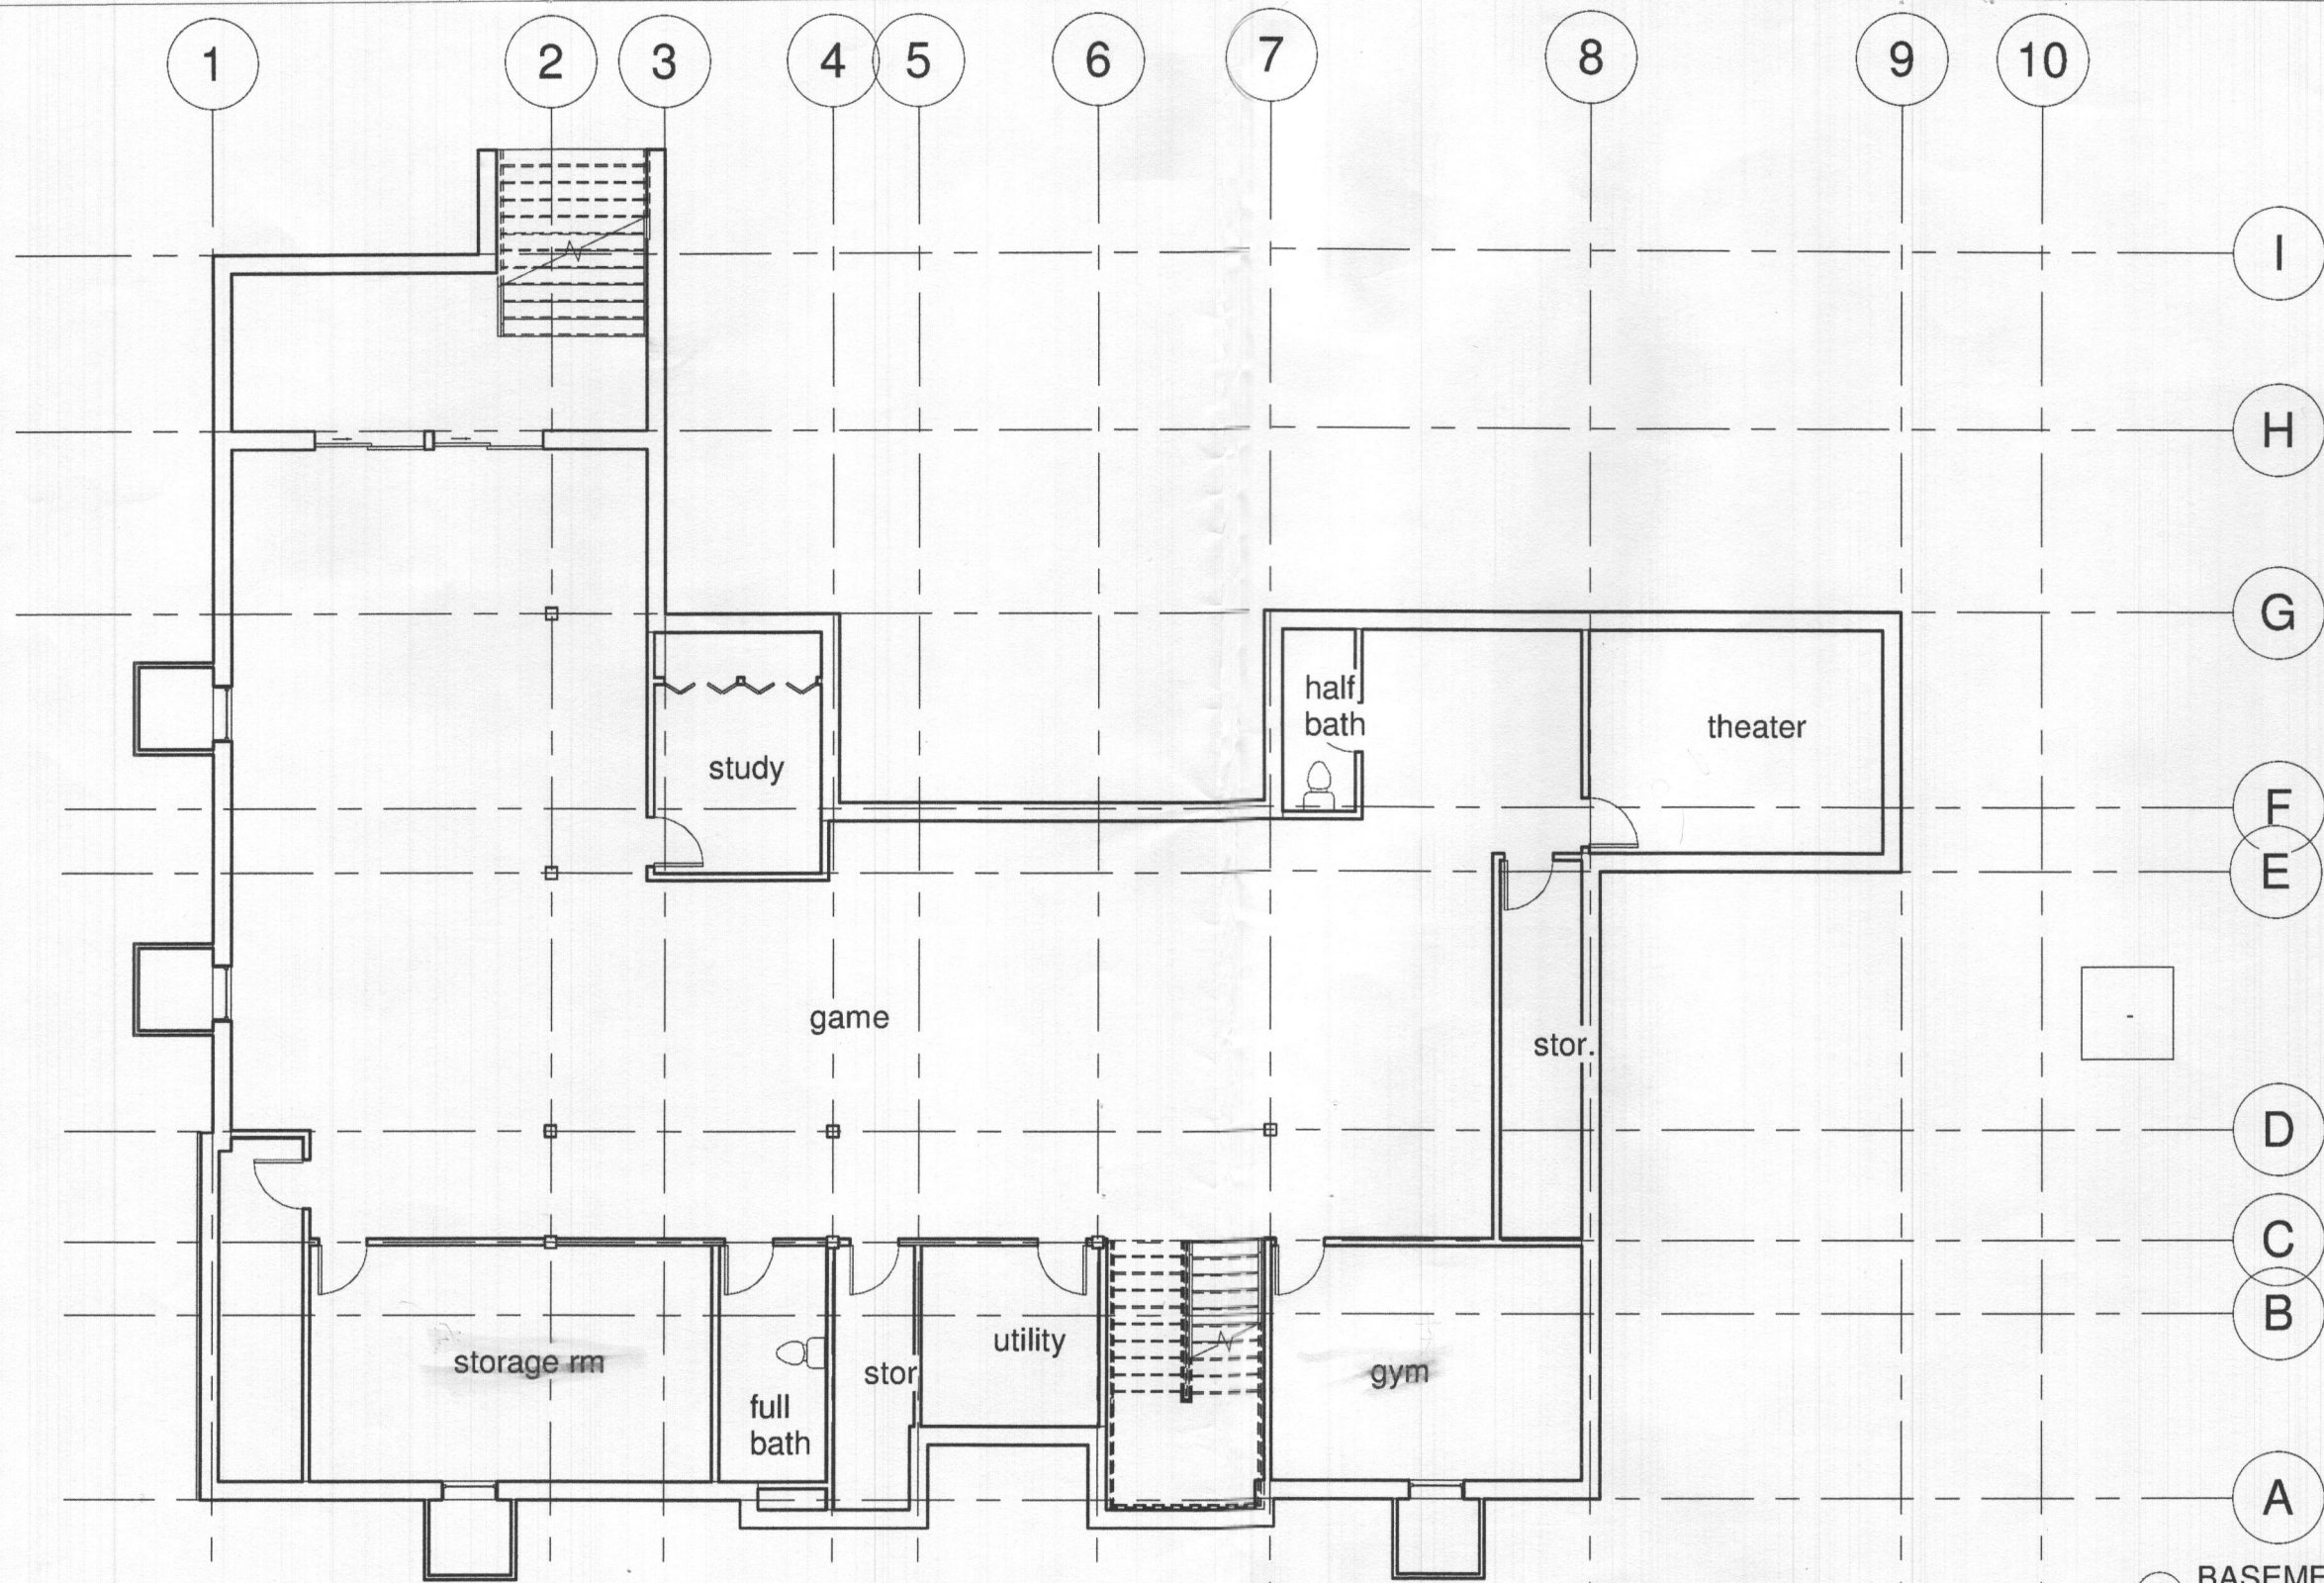 1 2 3 4 5 6 7 8 9 10
I
H
G
half
bath
theater
study
F
E
game
stor.
D
C
B
utility
storage rm
stor
gym
full
bath
A
BASEME